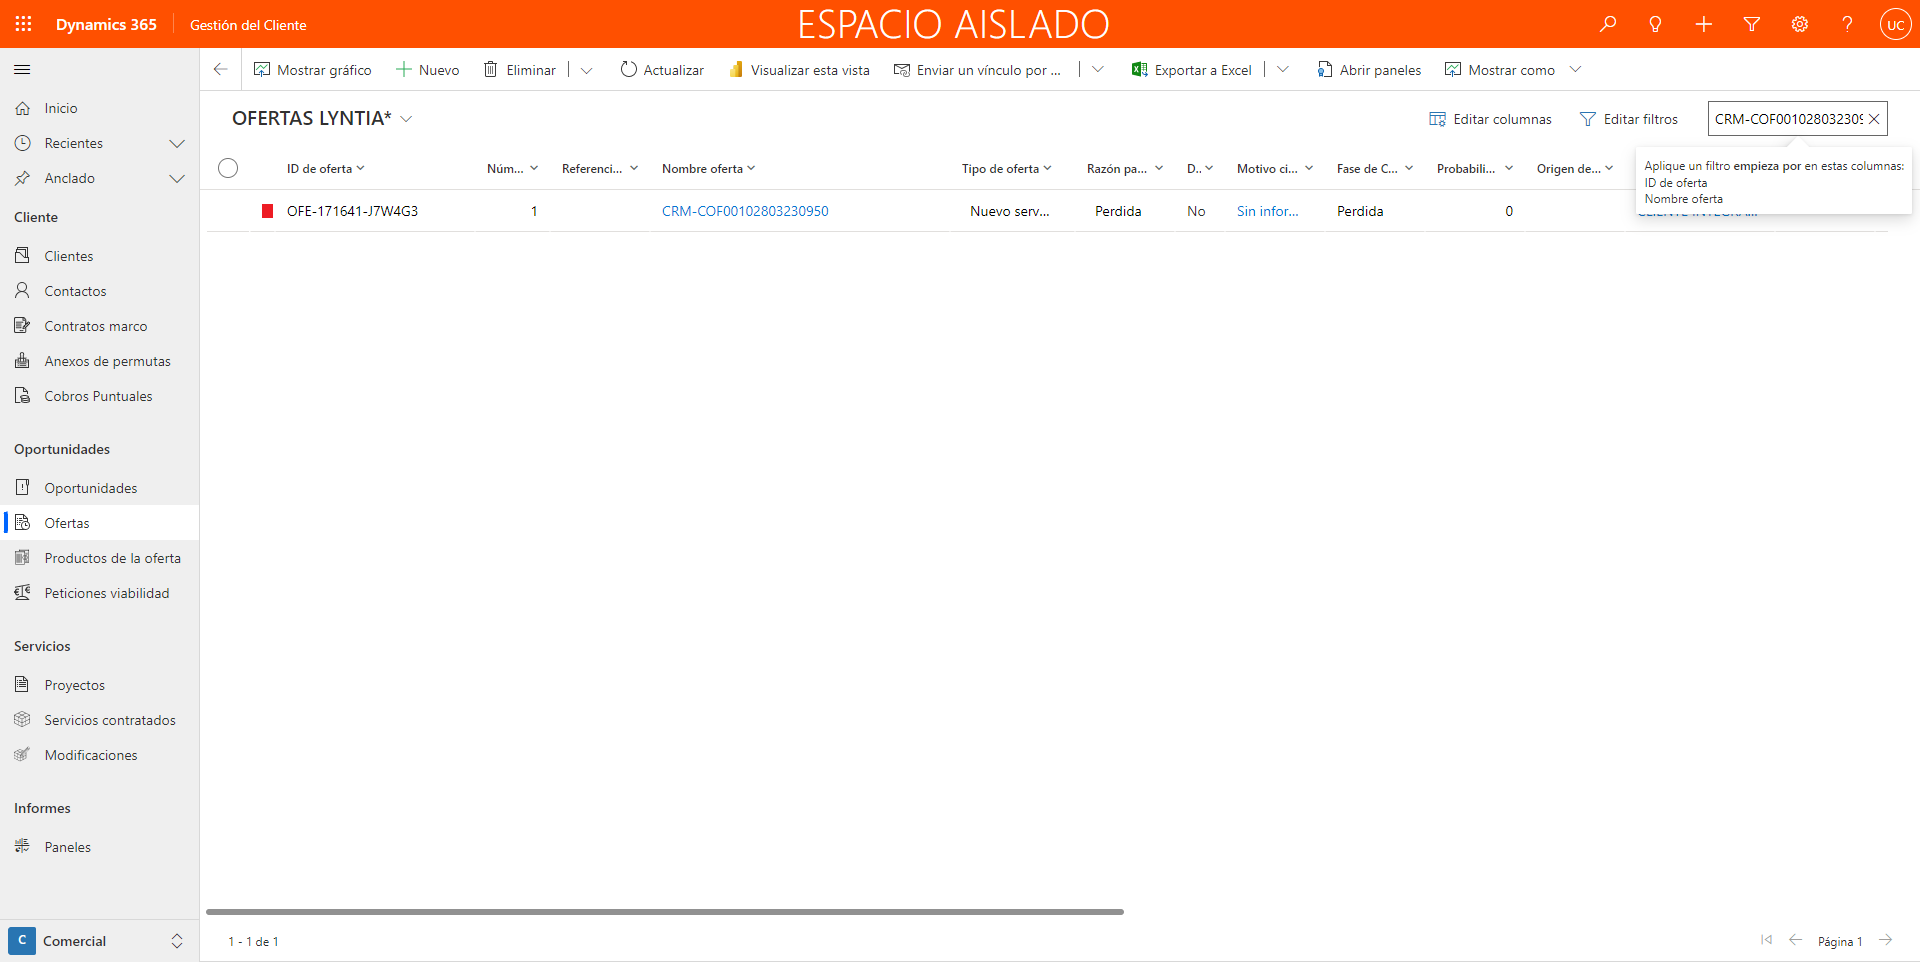 Dynamics 365
Gestión del Cliente
ESPACIO AISLADO
UC
Mostrar gráfico
Nuevo
Eliminar
Actualizar
Visualizar esta vista
Enviar un vínculo por ...
Exportar a Excel
Abrir paneles
Mostrar como
Inicio
Recientes
Anclado
Cliente
Clientes
Contactos
Contratos marco
Anexos de permutas
Cobros Puntuales
Oportunidades
Oportunidades
Ofertas
Productos de la oferta
Peticiones viabilidad
Servicios
Proyectos
Servicios contratados
Modificaciones
Informes
Paneles
C
Comercial
OFERTAS LYNTIA*
Editar columnas
Editar filtros
CRM-COF0010280323095
Aplique un filtro empieza por en estas columnas:
ID de oferta
Nombre oferta
ID de oferta
Núm...
Referenci...
Nombre oferta
Tipo de oferta
Razón pa...
D..
Motivo ci...
Fase de C...
Probabili...
Origen de...
OFE-171641-J7W4G3
1
CRM-COF00102803230950
Nuevo serv...
Perdida
No
Sin infor...
Perdida
0
1 - 1 de 1
Página 1